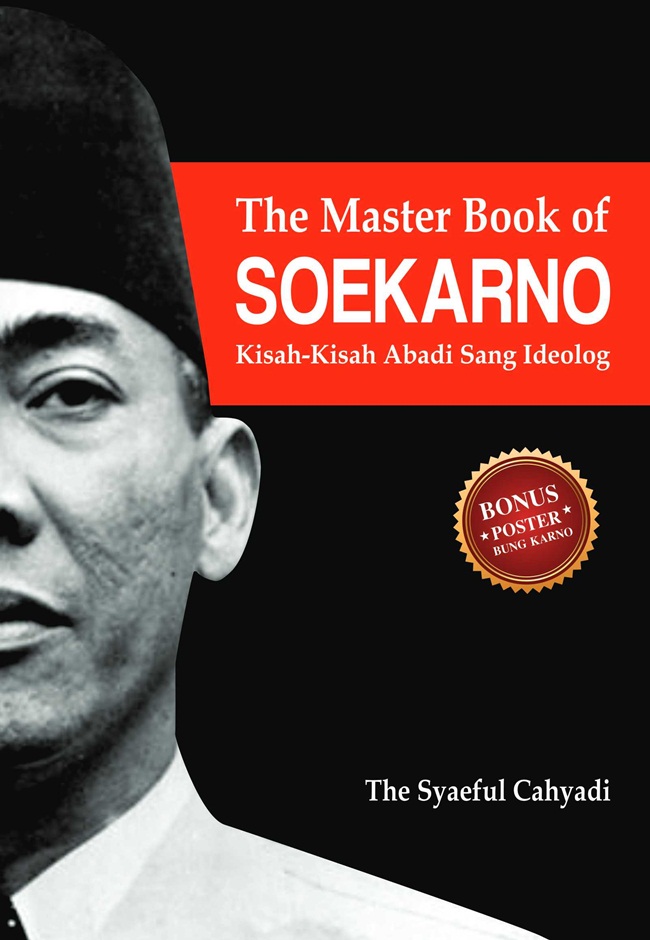 The Master Book of
SOEKARNO
Kisah-Kisah Abadi Sang Ideolog
BONUS
POSTER
BUNG KARNO
The Syaeful Cahyadi